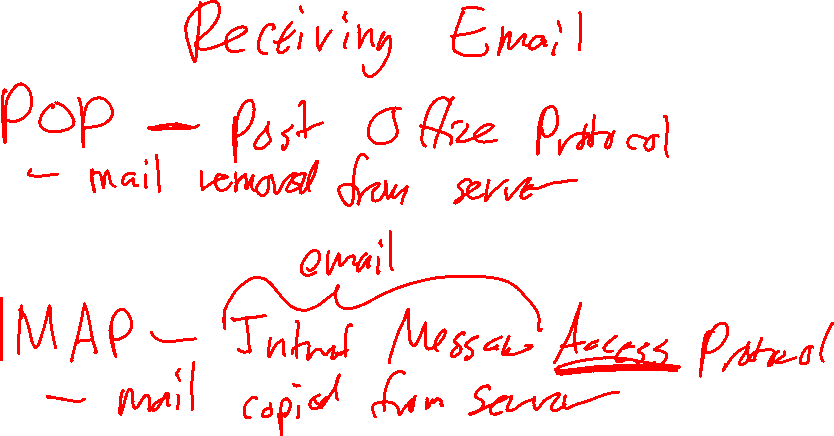 Receiving Email
POP - Post Office Protocol
- mail removed from server
email
IMAP - Internet Message Access Protocol
- mail copied from server